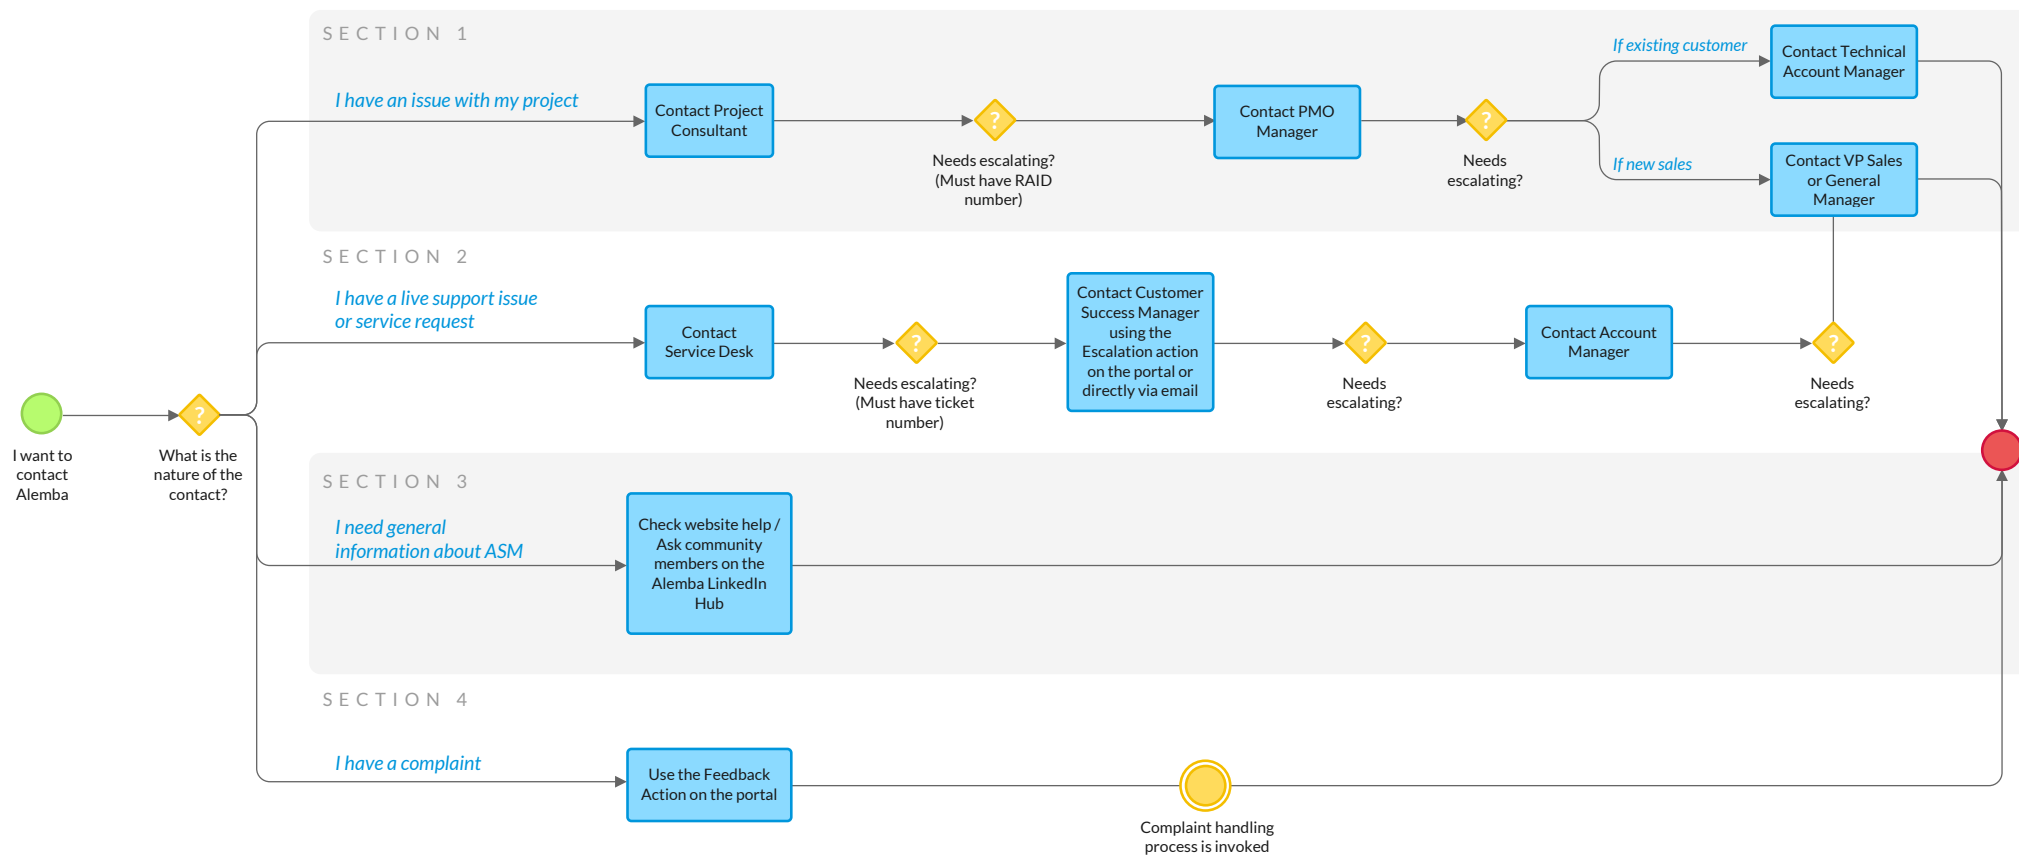 SECTION 1
I have an issue with my project
Contact Project
Consultant
?
Needs escalating?
(Must have RAID
number)
Contact PMO
Manager
?
Needs
escalating?
If existing customer
Contact Technical
Account Manager
If new sales
Contact VP Sales
or General
Manager
SECTION 2
I have a live support issue
or service request
Contact
Service Desk
?
Needs escalating?
(Must have ticket
number)
Contact Customer
Success Manager
using the
Escalation action
on the portal or
directly via email
?
Needs
escalating?
Contact Account
Manager
?
Needs
escalating?
I want to
contact
Alemba
?
What is the
nature of the
contact?
SECTION 3
I need general
information about ASM
Check website help /
Ask community
members on the
Alemba LinkedIn
Hub
SECTION 4
I have a complaint
Use the Feedback
Action on the portal
Complaint handling
process is invoked